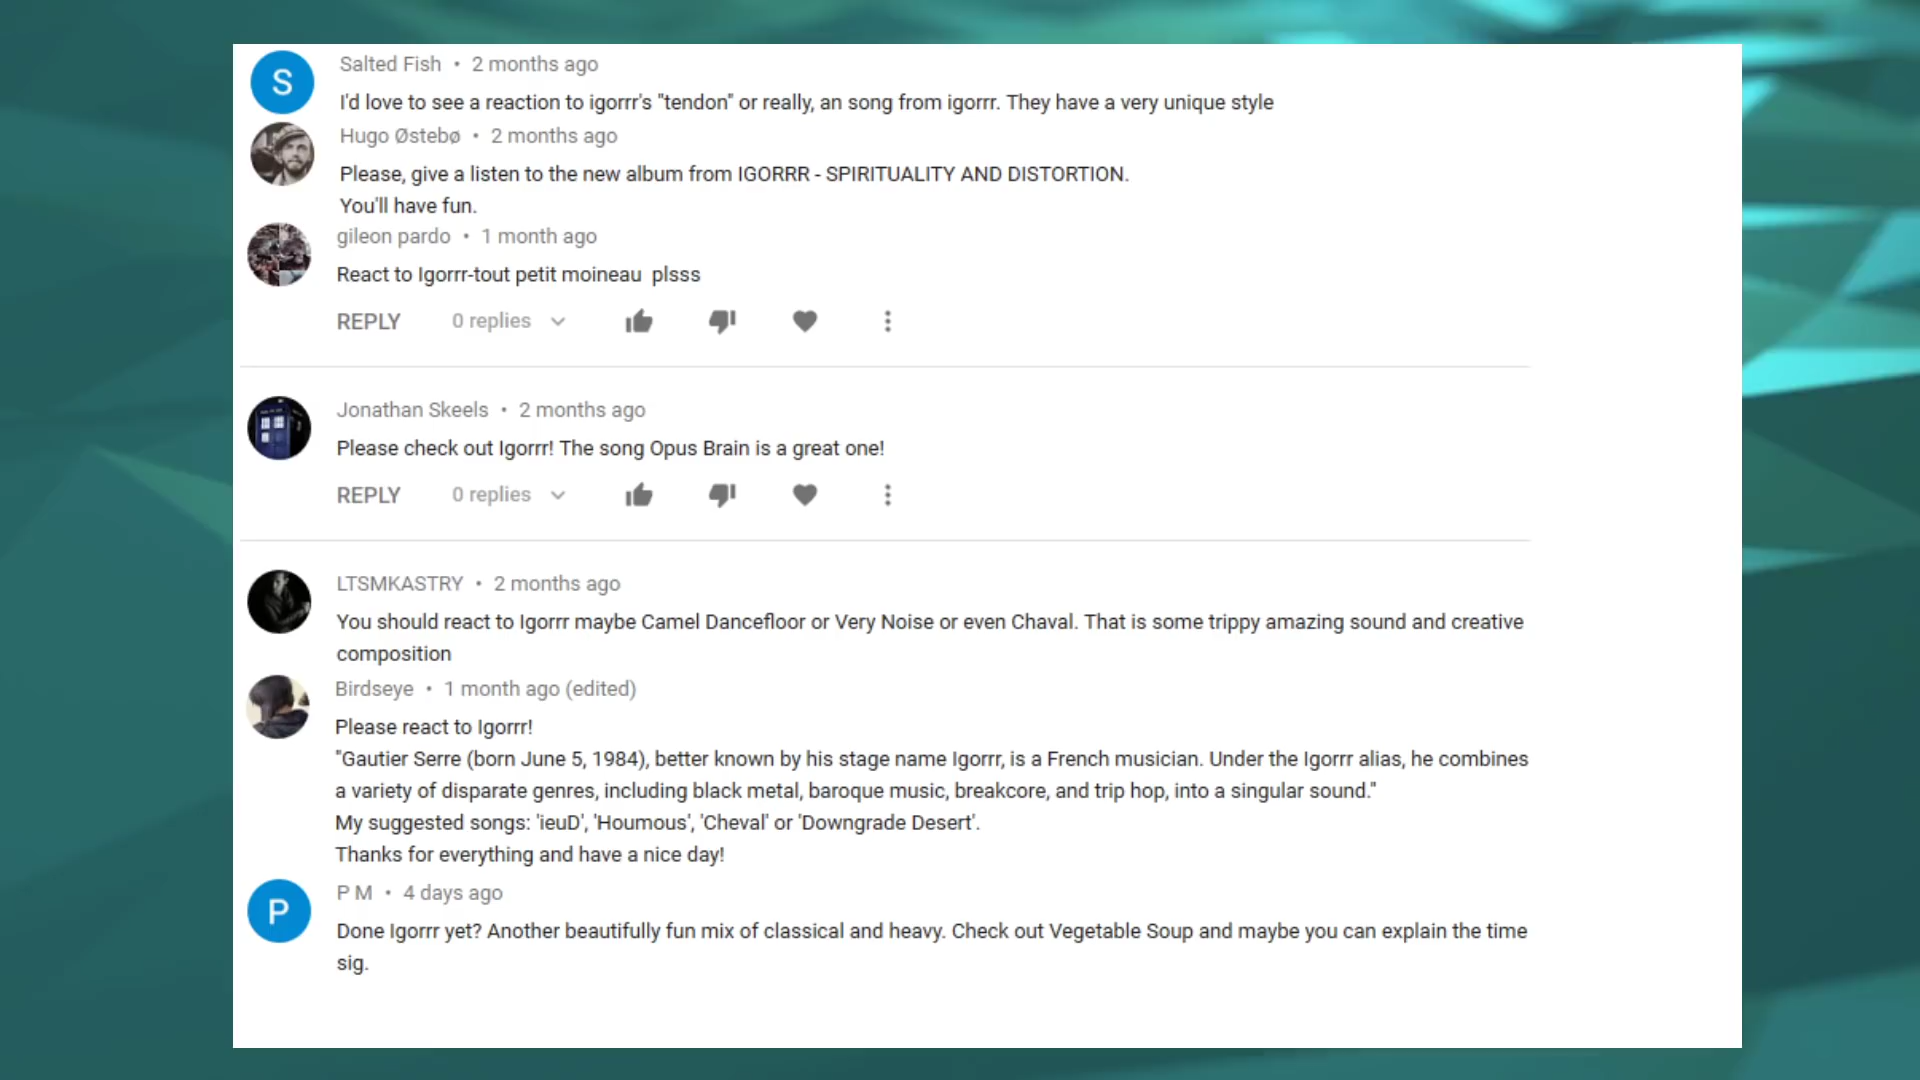 S
Salted Fish • 2 months ago
I'd love to see a reaction to igorrr's "tendon" or really, an song from igorrr. They have a very unique style
Hugo Østebø • 2 months ago
Please, give a listen to the new album from IGORRR - SPIRITUALITY AND DISTORTION.
You'll have fun.
gileon pardo • 1 month ago
React to Igorrr-tout petit moineau plsss
REPLY 0 replies
Jonathan Skeels • 2 months ago
Please check out Igorrr! The song Opus Brain is a great one!
REPLY 0 replies
LTSMKASTRY • 2 months ago
You should react to Igorrr maybe Camel Dancefloor or Very Noise or even Chaval. That is some trippy amazing sound and creative
composition
Birdseye • 1 month ago (edited)
Please react to Igorrr!
"Gautier Serre (born June 5, 1984), better known by his stage name Igorrr, is a French musician. Under the Igorrr alias, he combines
a variety of disparate genres, including black metal, baroque music, breakcore, and trip hop, into a singular sound."
My suggested songs: 'ieuD', 'Houmous', 'Cheval' or 'Downgrade Desert'.
Thanks for everything and have a nice day!
P
P M • 4 days ago
Done Igorrr yet? Another beautifully fun mix of classical and heavy. Check out Vegetable Soup and maybe you can explain the time
sig.